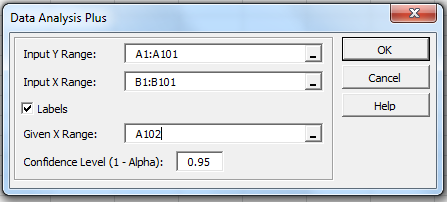 Data Analysis Plus
Input Y Range: A1:A101
OK
Input X Range: B1:B101
Cancel
Labels
Help
Given X Range: A102
Confidence Level (1 - Alpha): 0.95